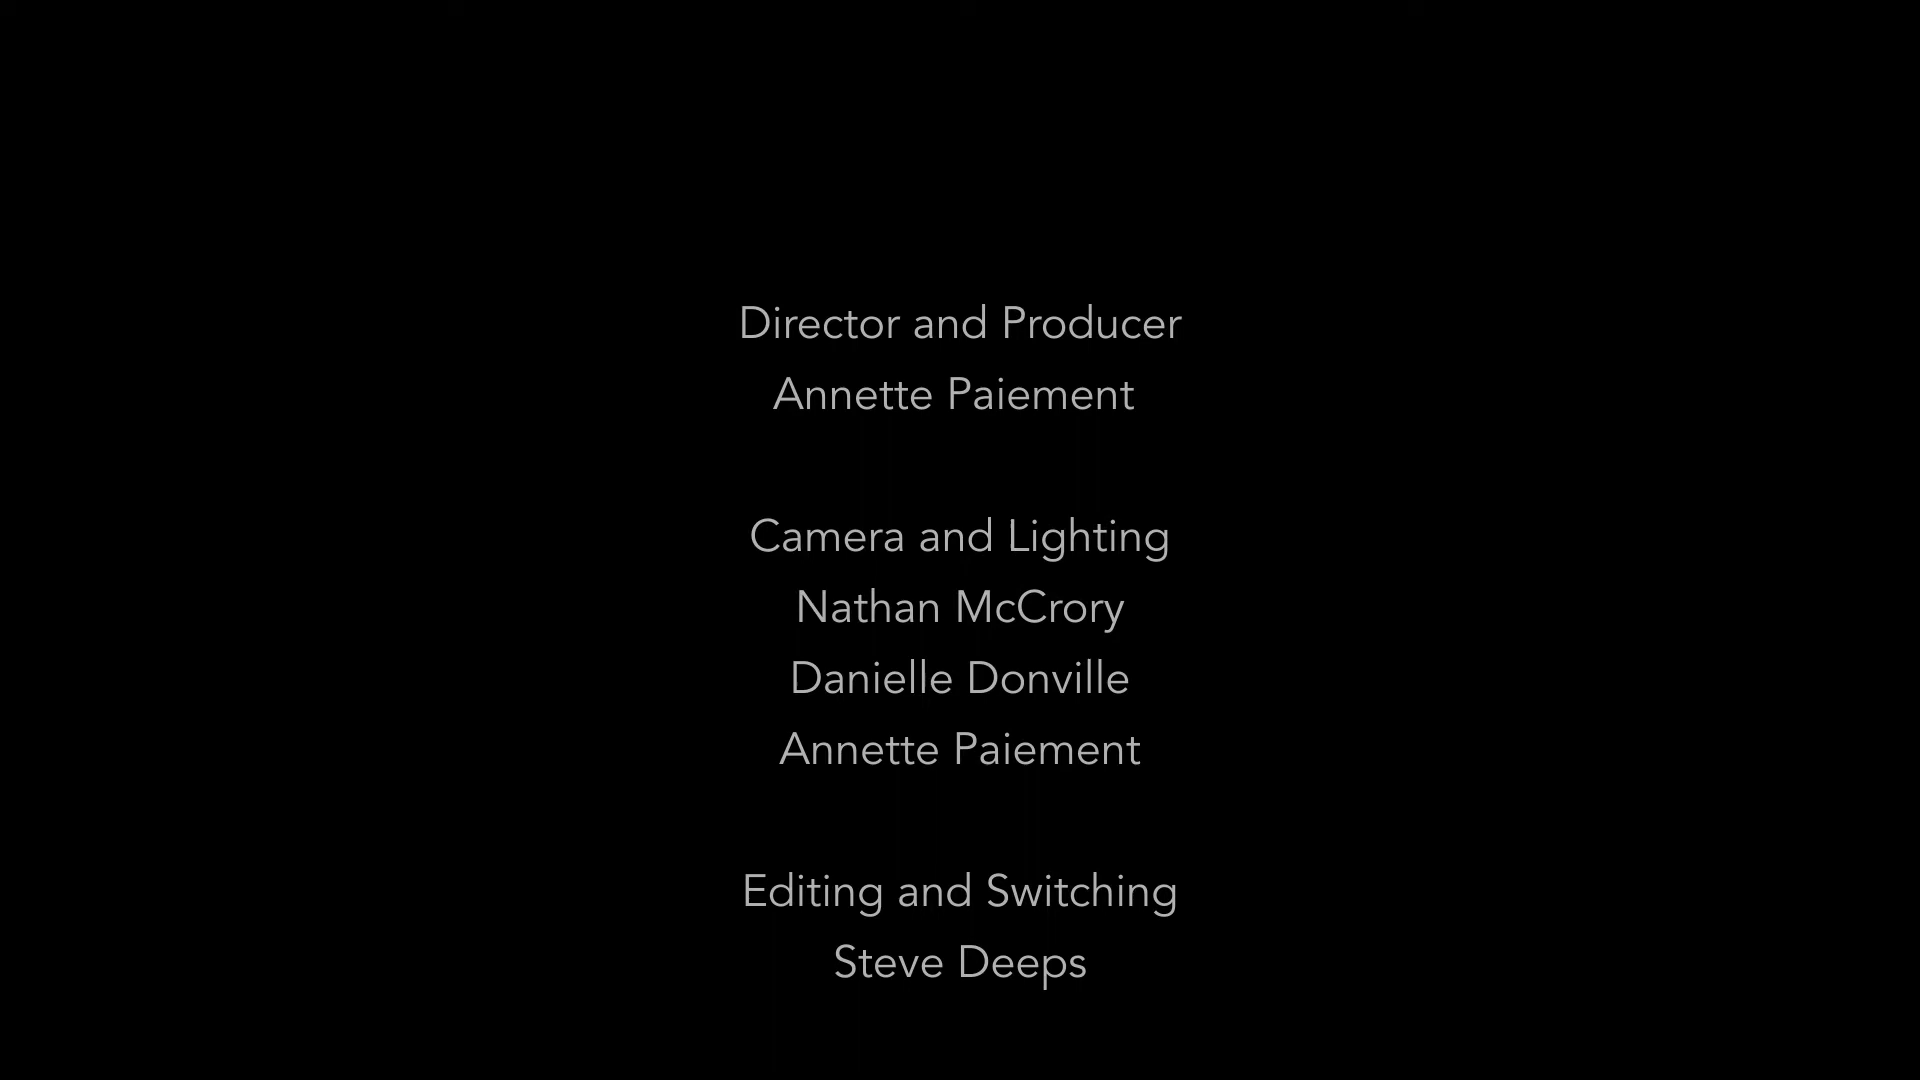 Director and Producer
Annette Paiement
Camera and Lighting
Nathan McCrory
Danielle Donville
Annette Paiement
Editing and Switching
Steve Deeps